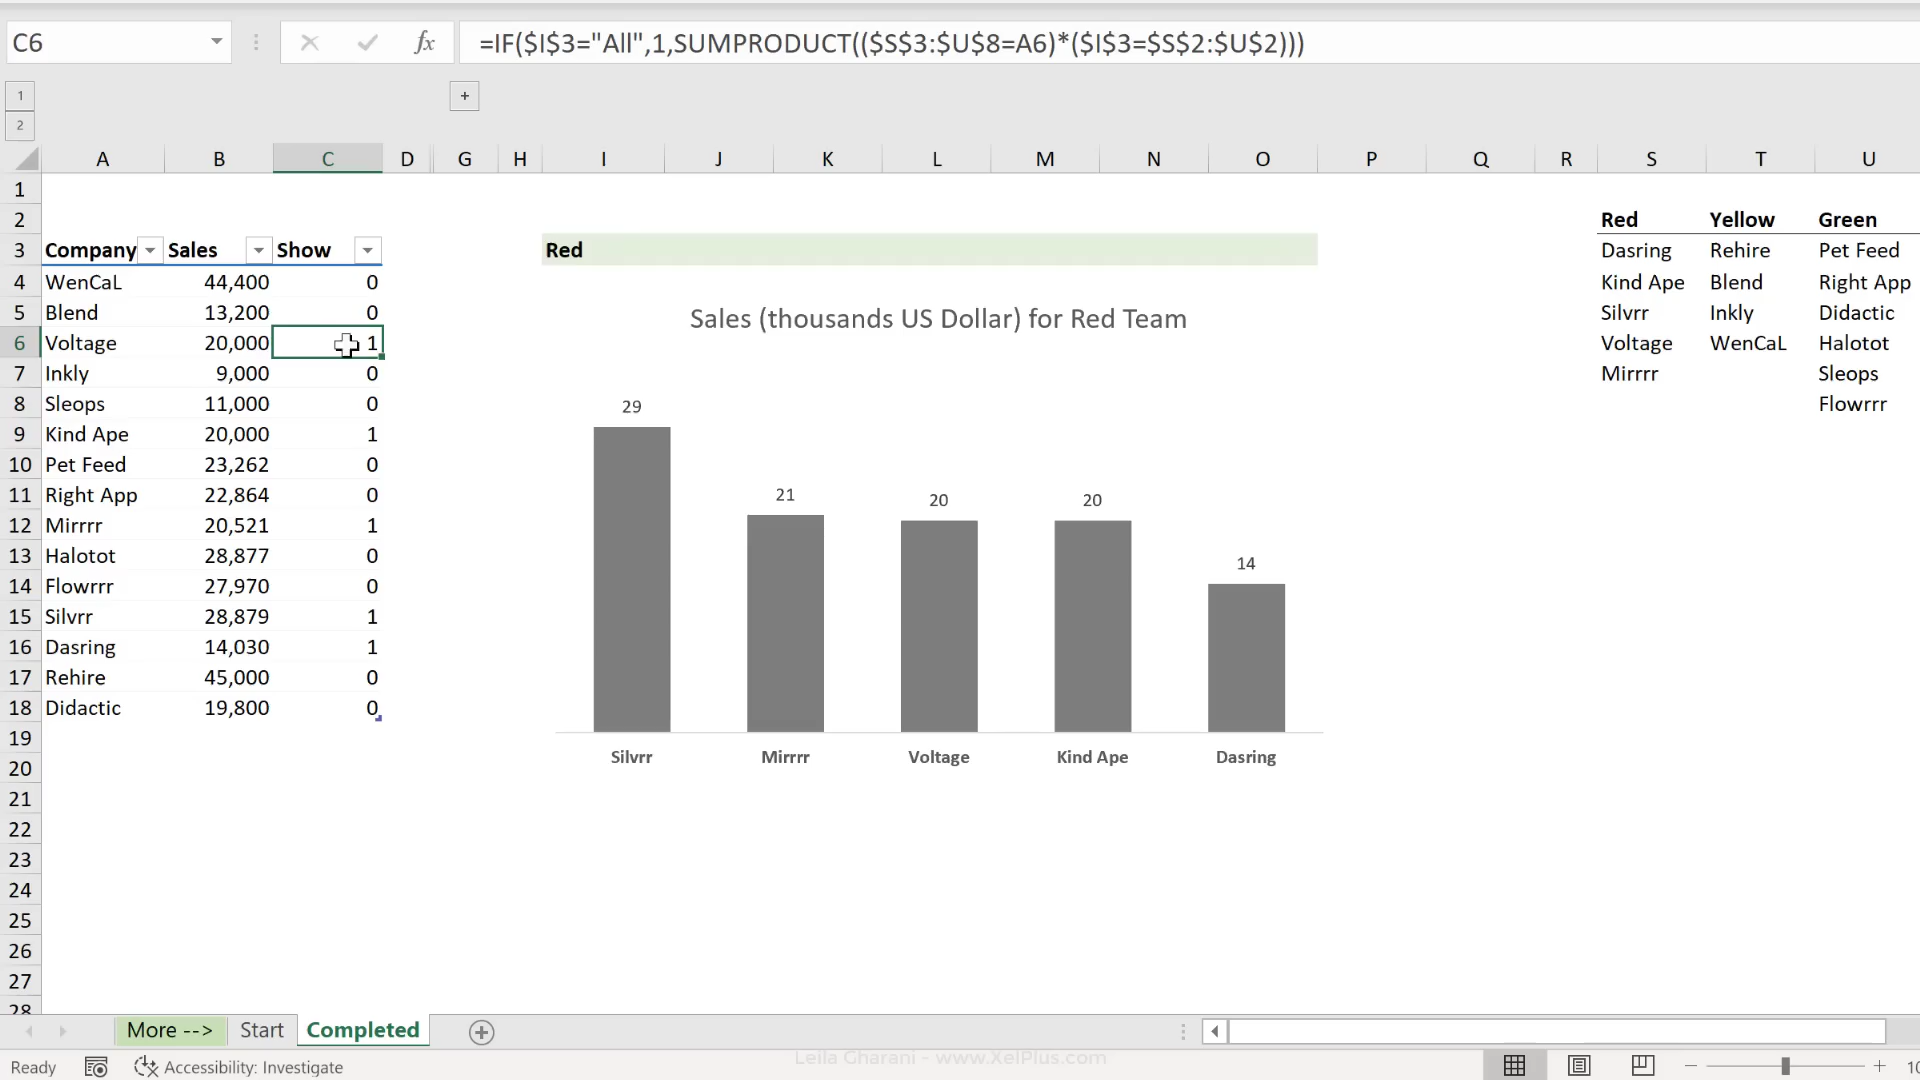 C6 fx =IF($I$3="All",1,SUMPRODUCT(($S$3:$U$8=A6)*($I$3=$S$2:$U$2)))
1 +
2
A B C D G H I J K L M N O P Q R S T U
1
2 Red Yellow Green
3 Company Sales Show Red Dasring Rehire Pet Feed
4 WenCaL 44,400 0 Kind Ape Blend Right App
Sales (thousands US Dollar) for Red Team
5 Blend 13,200 0 Silvrr Inkly Didactic
6 Voltage 20,000 1 Voltage WenCaL Halotot
7 Inkly 9,000 0 Mirrrr Sleops
8 Sleops 11,000 0 29 Flowrrr
9 Kind Ape 20,000 1
10 Pet Feed 23,262 0
11 Right App 22,864 0 21 20 20
12 Mirrrr 20,521 1
13 Halotot 28,877 0 14
14 Flowrrr 27,970 0
15 Silvrr 28,879 1
16 Dasring 14,030 1
17 Rehire 45,000 0
18 Didactic 19,800 0
19
20 Silvrr Mirrrr Voltage Kind Ape Dasring
21
22
23
24
25
26
27
28
More --> Start Completed
Ready Accessibility: Investigate Leila Gharani - www.XelPlus.com 10